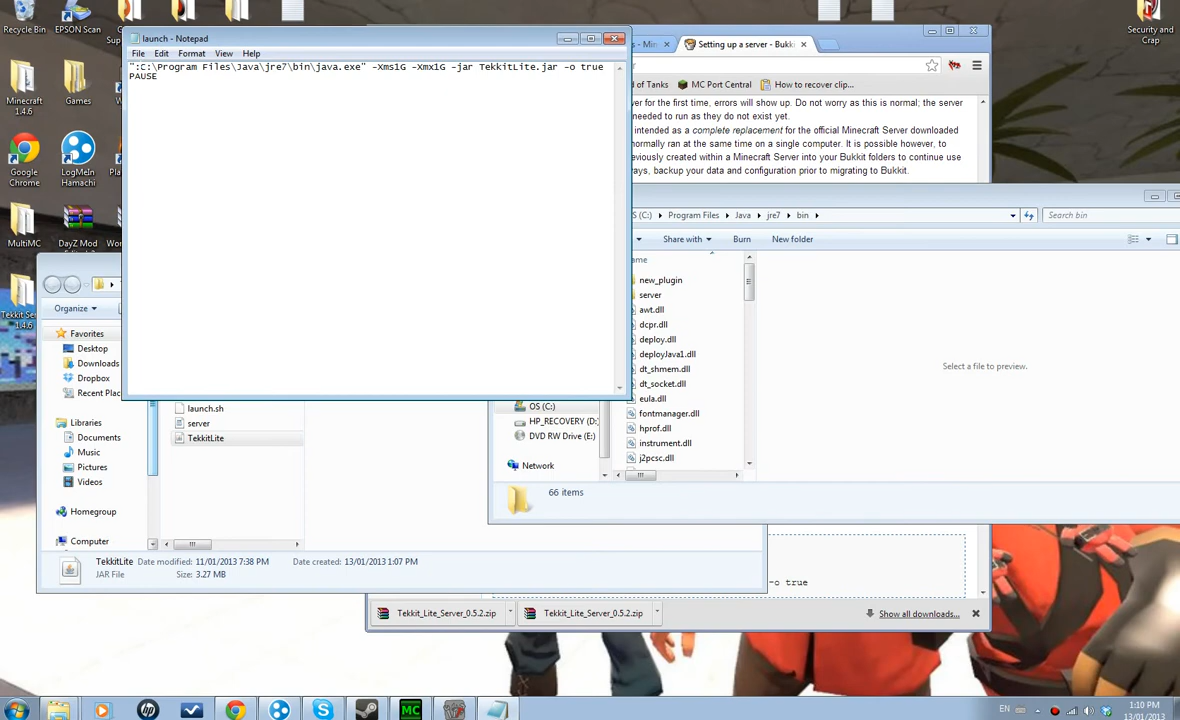 Recycle Bin
EPSON Scan
Security and
Crap
Minecraft
1.4.6
Games
Google
Chrome
LogMeIn
Hamachi
MultiMC
DayZ Mod
1.4.6
launch - Notepad
File Edit Format View Help
":C:\Program Files\Java\jre7\bin\java.exe" -Xms1G -Xmx1G -jar TekkitLite.jar -o true
PAUSE
Setting up a server - Bukki
d of Tanks
MC Port Central
How to recover clip...
ver for the first time, errors will show up. Do not worry as this is normal; the server
needed to run as they do not exist yet.
intended as a complete replacement for the official Minecraft Server downloaded
normally ran at the same time on a single computer. It is possible however, to
eviously created within a Minecraft Server into your Bukkit folders to continue use
ays, backup your data and configuration prior to migrating to Bukkit.
S (C:) Program Files Java jre7 bin
Search bin
Share with Burn New folder
ame
new_plugin
server
awt.dll
dcpr.dll
deploy.dll
deployJava1.dll
dt_shmem.dll
dt_socket.dll
eula.dll
fontmanager.dll
hprof.dll
instrument.dll
j2pcsc.dll
Select a file to preview.
OS (C:)
HP_RECOVERY (D:
DVD RW Drive (E:)
Network
66 items
Organize
Favorites
Desktop
Downloads
Dropbox
Recent Plac
Libraries
Documents
Music
Pictures
Videos
Homegroup
Computer
launch.sh
server
TekkitLite
TekkitLite Date modified: 11/01/2013 7:38 PM Date created: 13/01/2013 1:07 PM
JAR File Size: 3.27 MB
-o true
Tekkit_Lite_Server_0.5.2.zip
Tekkit_Lite_Server_0.5.2.zip
Show all downloads...
EN
1:10 PM
13/01/2013